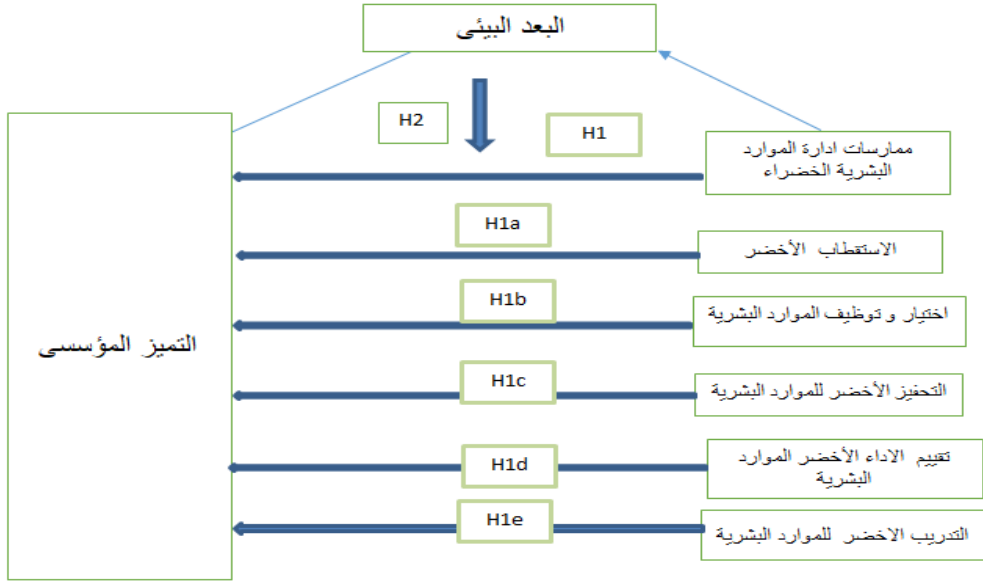 البعد البيئى
H2
H1
ممارسات ادارة الموارد
البشرية الخضراء
H1a
الاستقطاب الأخضر
H1b
اختيار و توظيف الموارد البشرية
التميز المؤسسى
H1c
التحفيز الأخضر للموارد البشرية
H1d
تقييم الاداء الأخضر الموارد
البشرية
H1e
التدريب الاخضر للموارد البشرية